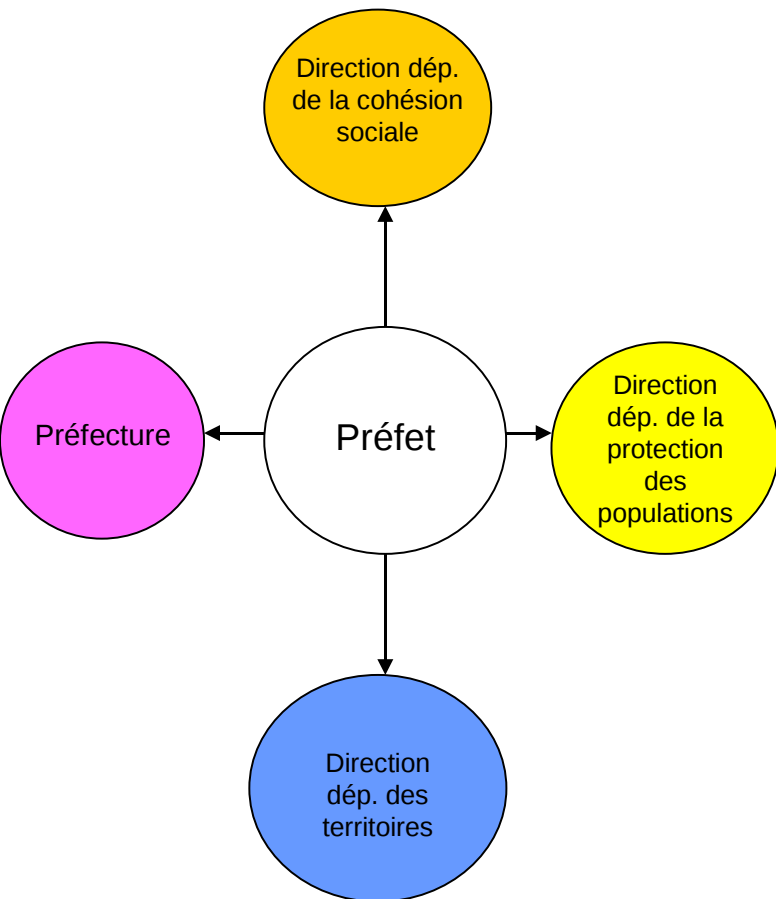 Direction dép.
de la cohésion
sociale
Préfecture
Préfet
Direction
dép. de la
protection
des
populations
Direction
dép. des
territoires